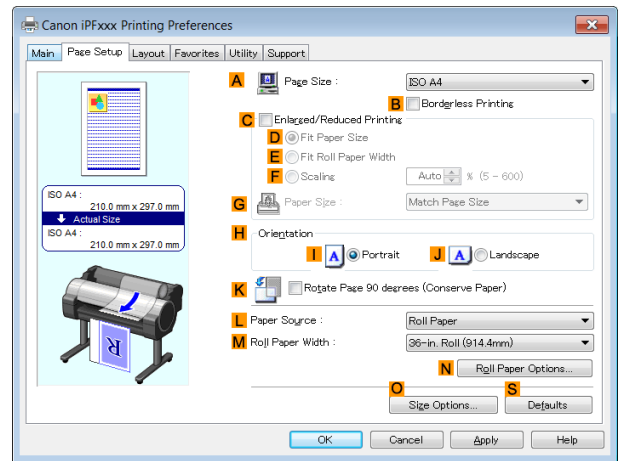 Canon iPFxxx Printing Preferences
Main Page Setup Layout Favorites Utility Support
A Page Size : ISO A4
B Borderless Printing
C Enlarged/Reduced Printing
D Fit Paper Size
E Fit Roll Paper Width
F Scaling Auto % (5 - 600)
G Paper Size : Match Page Size
ISO A4 :
210.0 mm x 297.0 mm
Actual Size
ISO A4 :
210.0 mm x 297.0 mm
H Orientation
I A Portrait J A Landscape
K Rotate Page 90 degrees (Conserve Paper)
L Paper Source : Roll Paper
M Roll Paper Width : 36-in. Roll (914.4mm)
R
N Roll Paper Options...
O S
Size Options... Defaults
OK Cancel Apply Help